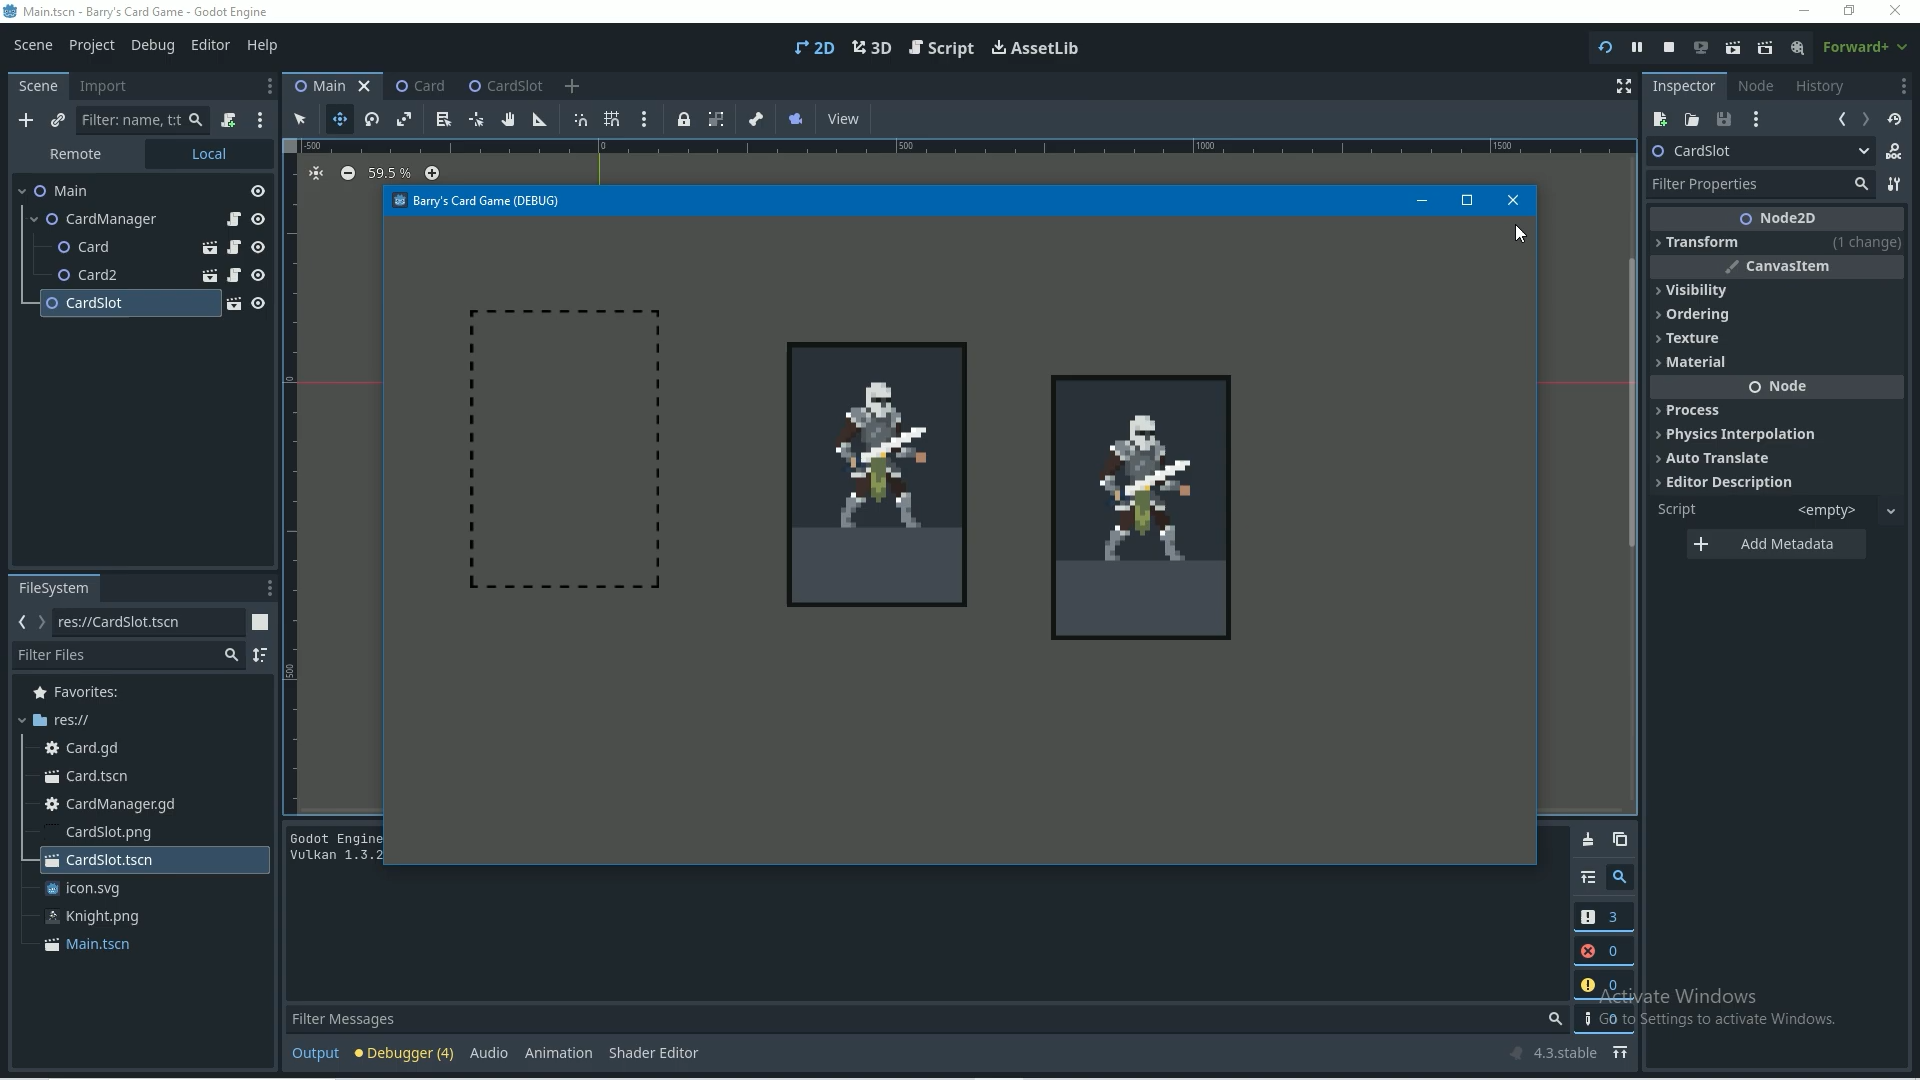 Main.tscn - Barry's Card Game - Godot Engine
Scene Project Debug Editor Help
2D 3D Script AssetLib
Forward+
Scene Import
Main Card CardSlot
Inspector Node History
Filter: name, t:t
View
Remote Local
CardSlot
Filter Properties
Main
CardManager
Card
Card2
CardSlot
-500 0 500 1000 1500
59.5 %
0
500
Barry's Card Game (DEBUG)
Node2D
Transform (1 change)
CanvasItem
Visibility
Ordering
Texture
Material
Node
Process
Physics Interpolation
Auto Translate
Editor Description
Script <empty>
Add Metadata
FileSystem
res://CardSlot.tscn
Filter Files
Favorites:
res://
Card.gd
Card.tscn
CardManager.gd
CardSlot.png
CardSlot.tscn
icon.svg
Knight.png
Main.tscn
Godot Engine
Vulkan 1.3.2
3
0
0
0
Filter Messages
Output Debugger (4) Audio Animation Shader Editor
4.3.stable
Activate Windows
Go to Settings to activate Windows.